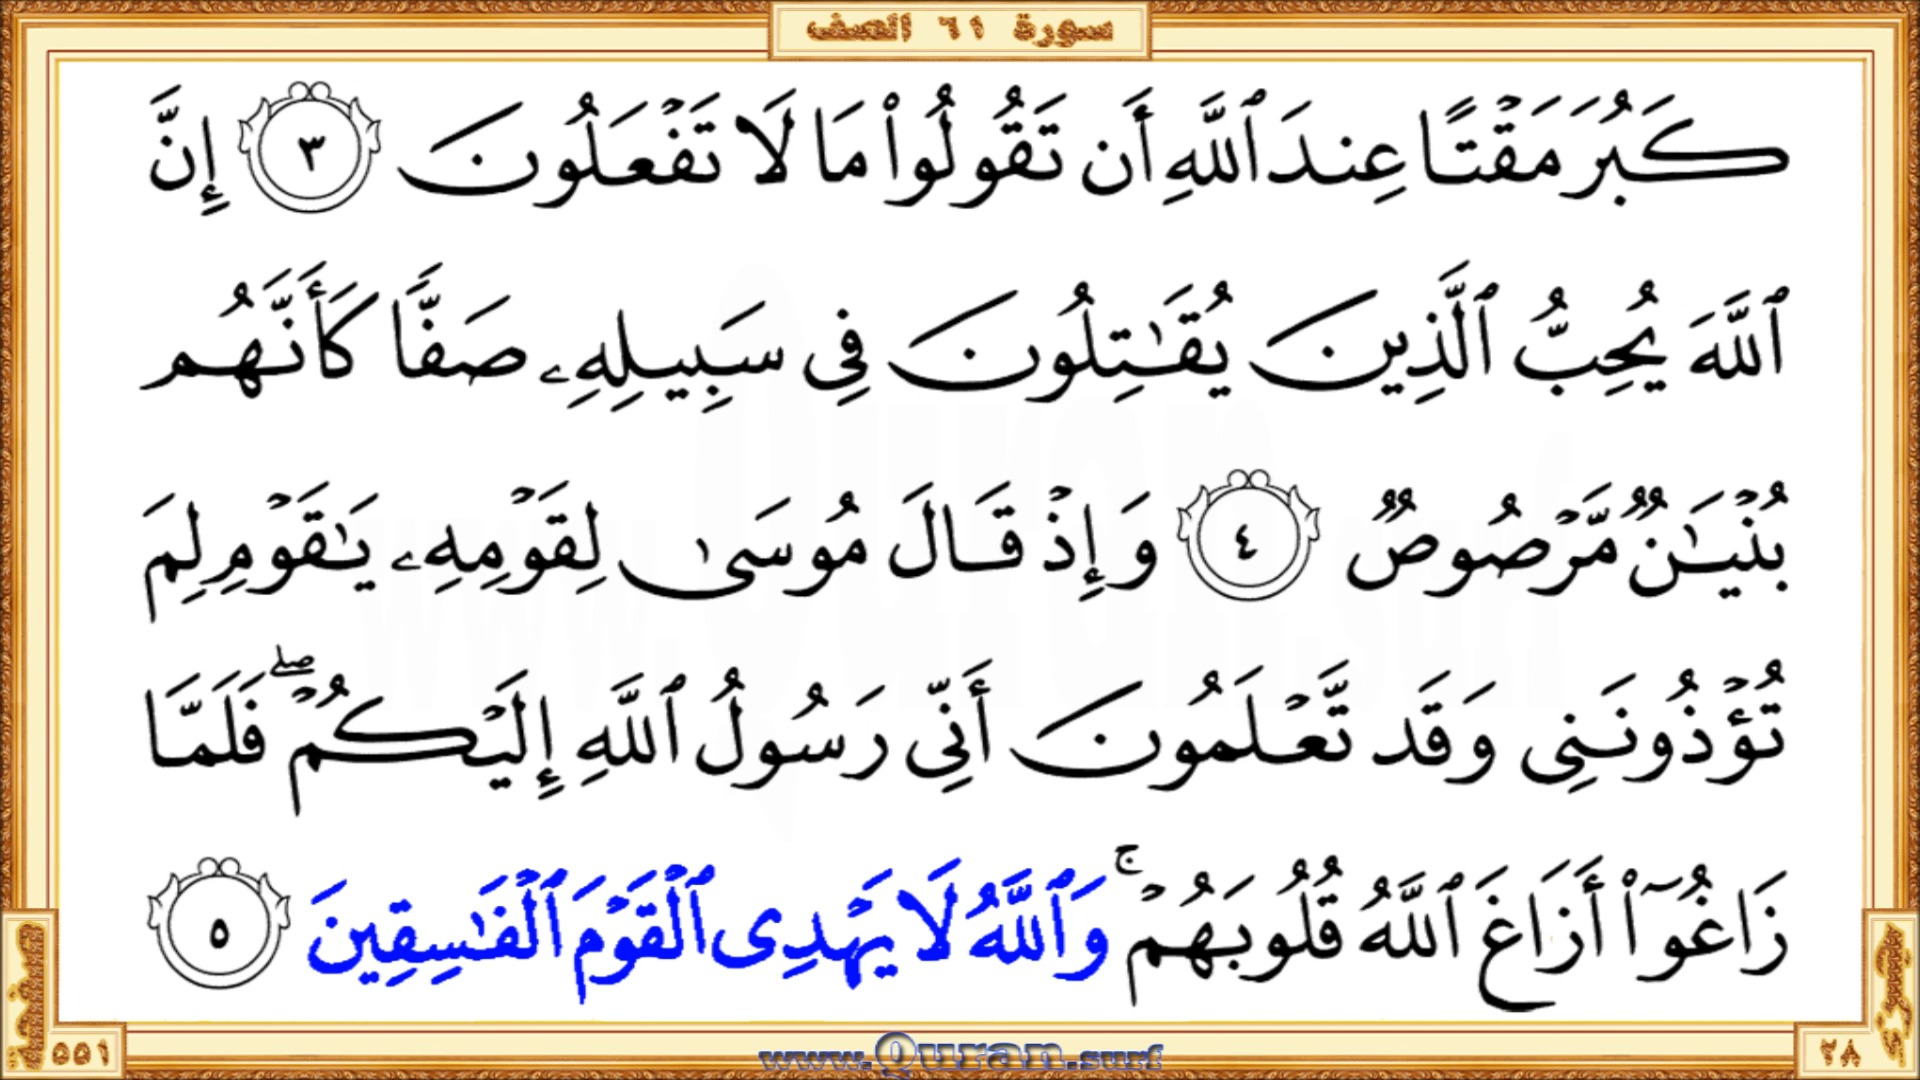 سورة ٦١ الصف
كَبُرَ مَقْتًا عِندَ ٱللَّهِ أَن تَقُولُوا۟ مَا لَا تَفْعَلُونَ ٣ إِنَّ
ٱللَّهَ يُحِبُّ ٱلَّذِينَ يُقَٰتِلُونَ فِى سَبِيلِهِۦ صَفًّا كَأَنَّهُم
بُنْيَٰنٌ مَّرْصُوصٌ ٤ وَإِذْ قَالَ مُوسَىٰ لِقَوْمِهِۦ يَٰقَوْمِ لِمَ
تُؤْذُونَنِى وَقَد تَّعْلَمُونَ أَنِّى رَسُولُ ٱللَّهِ إِلَيْكُمْ ۖ فَلَمَّا
زَاغُوٓا۟ أَزَاغَ ٱللَّهُ قُلُوبَهُمْ ۚ وَٱللَّهُ لَا يَهْدِى ٱلْقَوْمَ ٱلْفَٰسِقِينَ ٥
صفحة ٥٥١
٢٨
www.Quran.surf